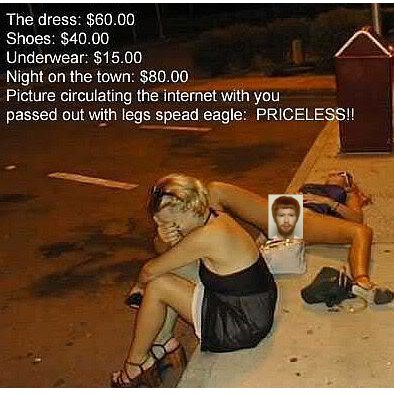 The dress: $60.00
Shoes: $40.00
Underwear: $15.00
Night on the town: $80.00
Picture circulating the internet with you
passed out with legs spead eagle:  PRICELESS!!